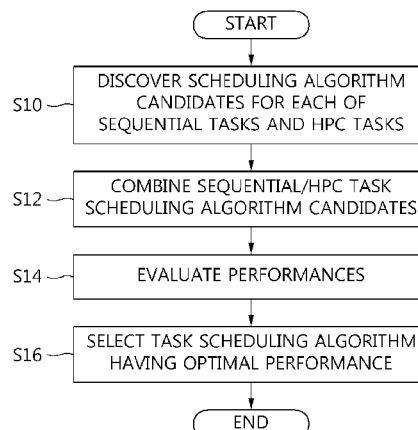 START
S10
DISCOVER SCHEDULING ALGORITHM
CANDIDATES FOR EACH OF
SEQUENTIAL TASKS AND HPC TASKS
S12
COMBINE SEQUENTIAL/HPC TASK
SCHEDULING ALGORITHM CANDIDATES
S14
EVALUATE PERFORMANCES
S16
SELECT TASK SCHEDULING ALGORITHM
HAVING OPTIMAL PERFORMANCE
END